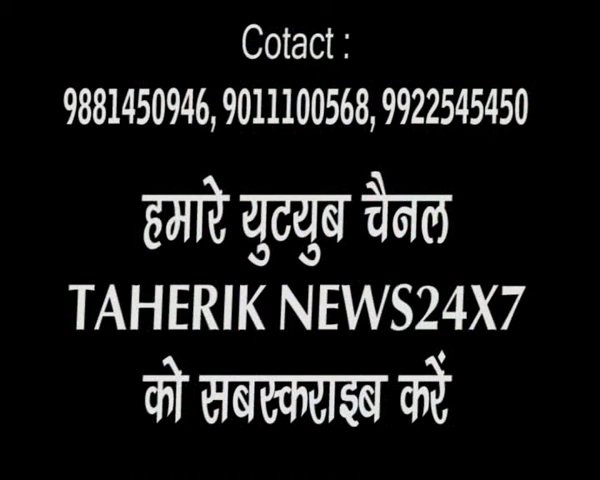 Cotact :
9881450946, 9011100568, 9922545450
हमारे युटयुब चैनल
TAHERIK NEWS24X7
को सबस्कराइब करें